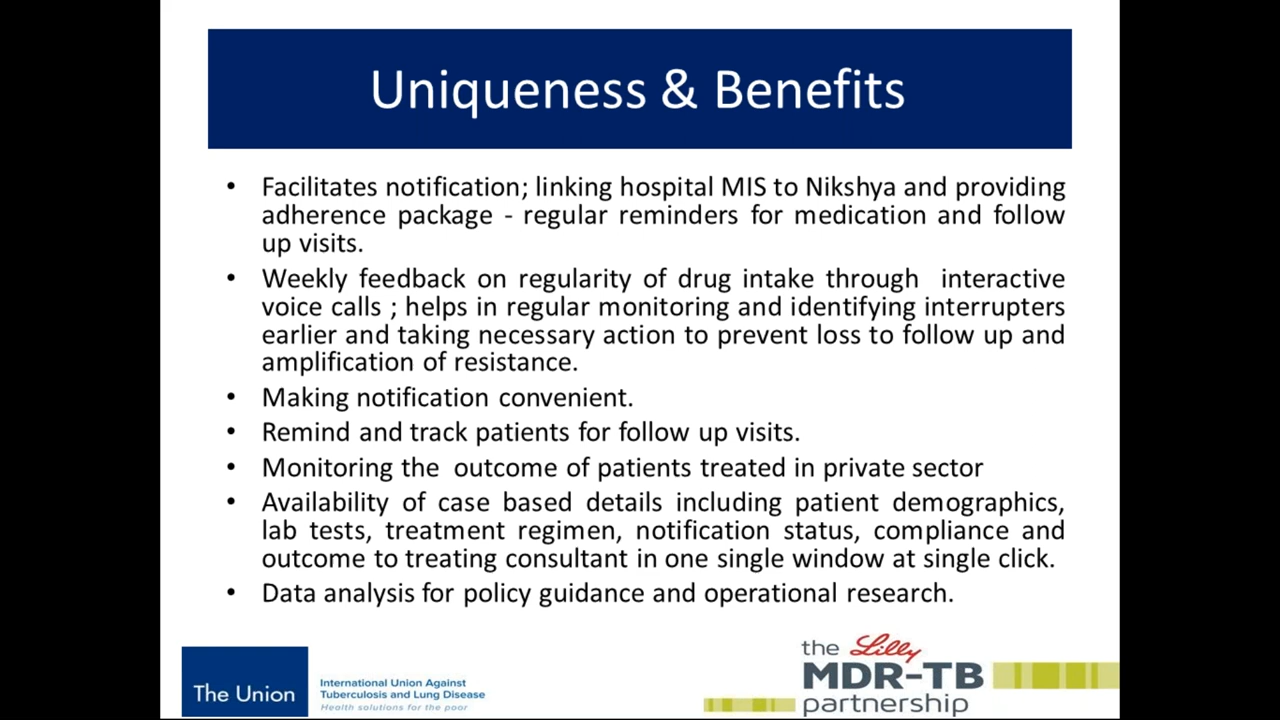 Uniqueness & Benefits
• Facilitates notification; linking hospital MIS to Nikshya and providing
adherence package - regular reminders for medication and follow
up visits.
• Weekly feedback on regularity of drug intake through  interactive
voice calls ; helps in regular monitoring and identifying interrupters
earlier and taking necessary action to prevent loss to follow up and
amplification of resistance.
• Making notification convenient.
• Remind and track patients for follow up visits.
• Monitoring the  outcome of patients treated in private sector
• Availability of case based details including patient demographics,
lab tests, treatment regimen, notification status, compliance and
outcome to treating consultant in one single window at single click.
• Data analysis for policy guidance and operational research.
The Union
International Union Against
Tuberculosis and Lung Disease
Health solutions for the poor
the Lilly
MDR-TB
partnership